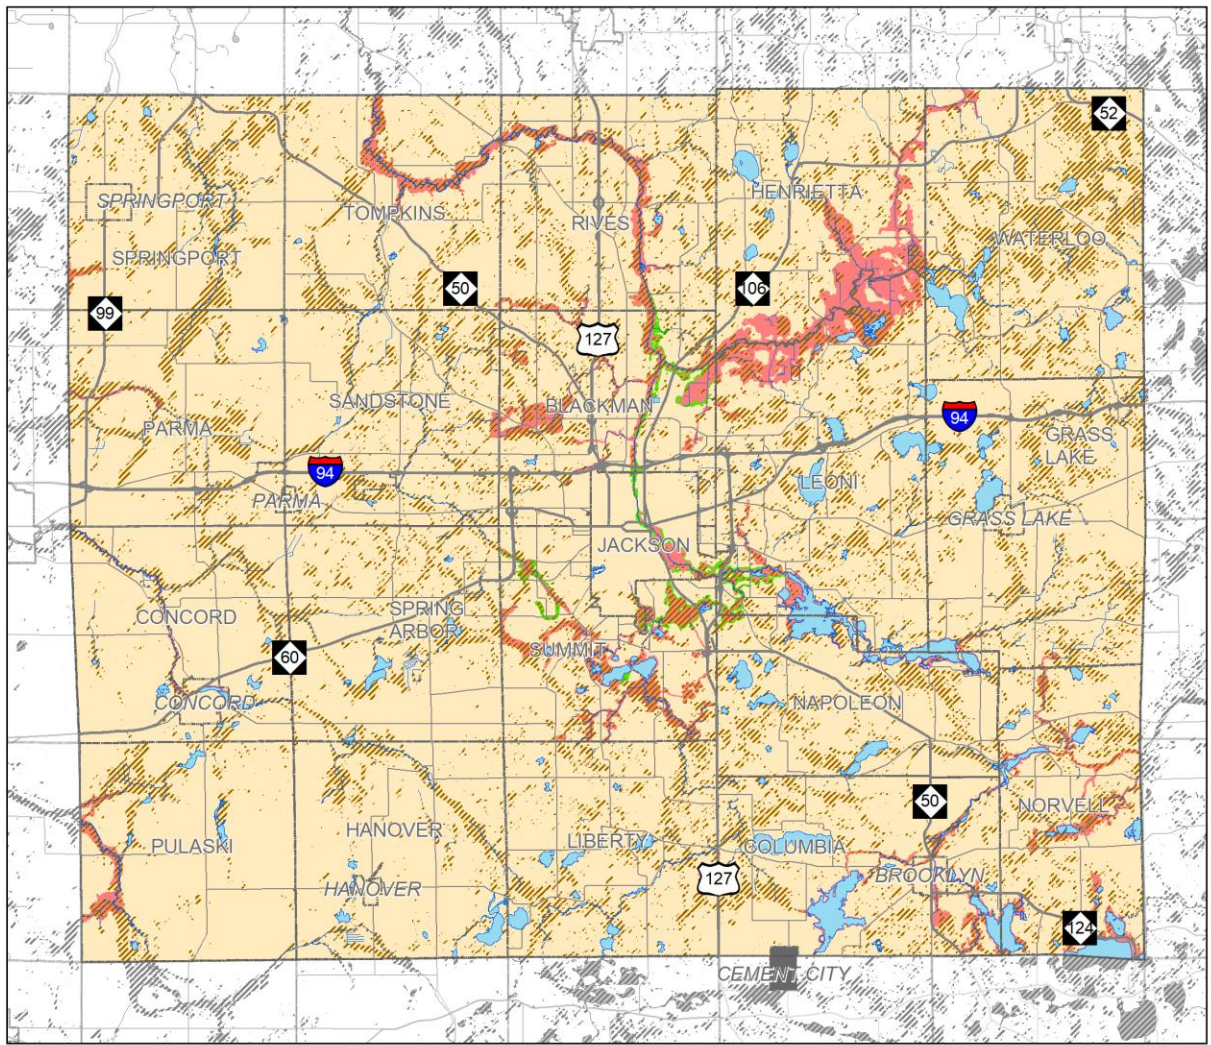 52
HENRIETTA
SPRINGPORT
TOMPKINS
RIVES
WATERLOO
SPRINGPORT
50
106
99
127
SANDSTONE
BLACKMAN
94
PARMA
GRASS
LAKE
94
LEONI
PARMA
GRASS LAKE
JACKSON
CONCORD
SPRING
ARBOR
SUMMIT
60
CONCORD
NAPOLEON
50
NORVELL
HANOVER
PULASKI
LIBERTY
COLUMBIA
127
BROOKLYN
HANOVER
124
CEMENT CITY